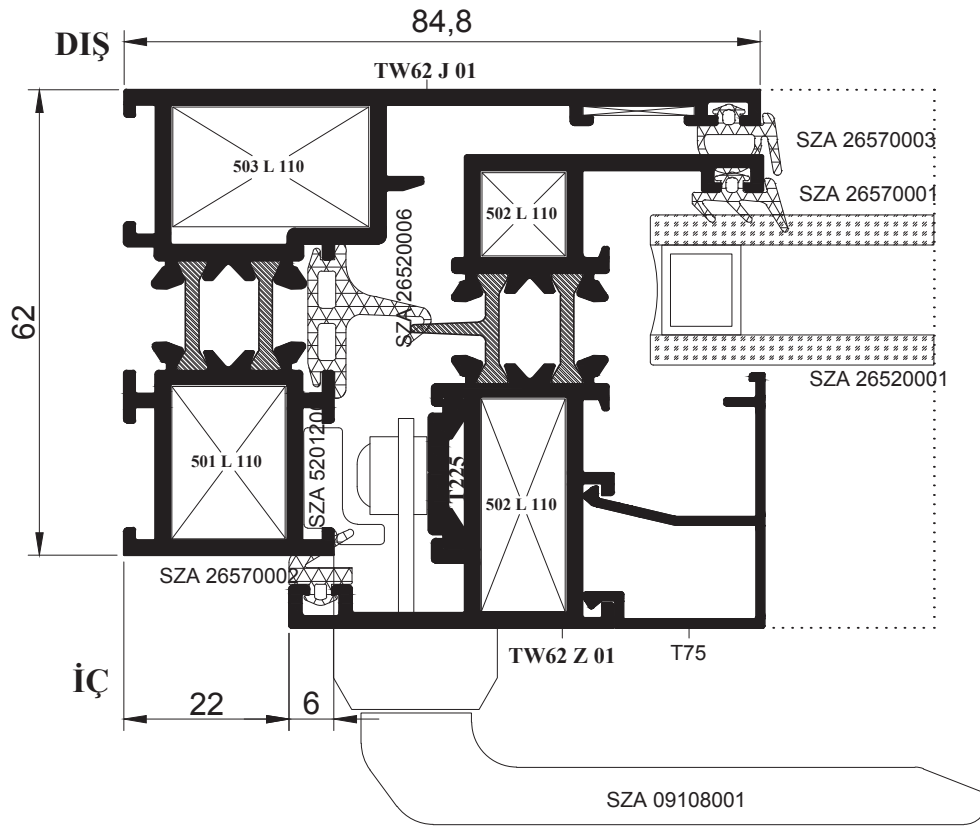 84,8
DIŞ
TW62 J 01
SZA 26570003
503 L 110
SZA 26570001
502 L 110
SZA 26520006
62
SZA 26520001
501 L 110
SZA 5201200
T225
502 L 110
SZA 26570002
TW62 Z 01
T75
İÇ
22
6
SZA 09108001